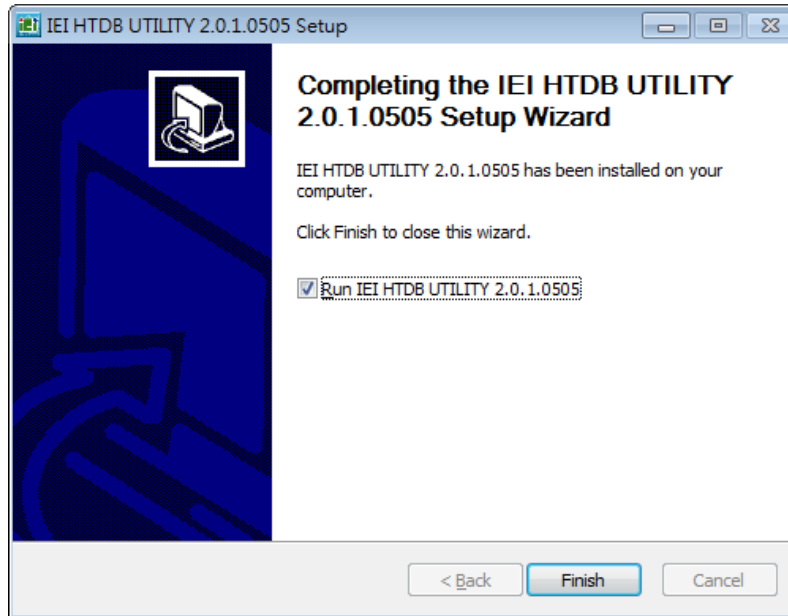 IEI HTDB UTILITY 2.0.1.0505 Setup
Completing the IEI HTDB UTILITY
2.0.1.0505 Setup Wizard
IEI HTDB UTILITY 2.0.1.0505 has been installed on your
computer.
Click Finish to close this wizard.
Run IEI HTDB UTILITY 2.0.1.0505
< Back Finish Cancel